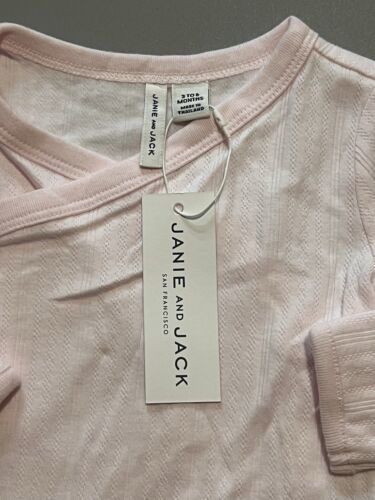 JANIE AND JACK
3 TO 6
MONTHS
MADE IN
THAILAND
JANIE AND JACK
SAN FRANCISCO